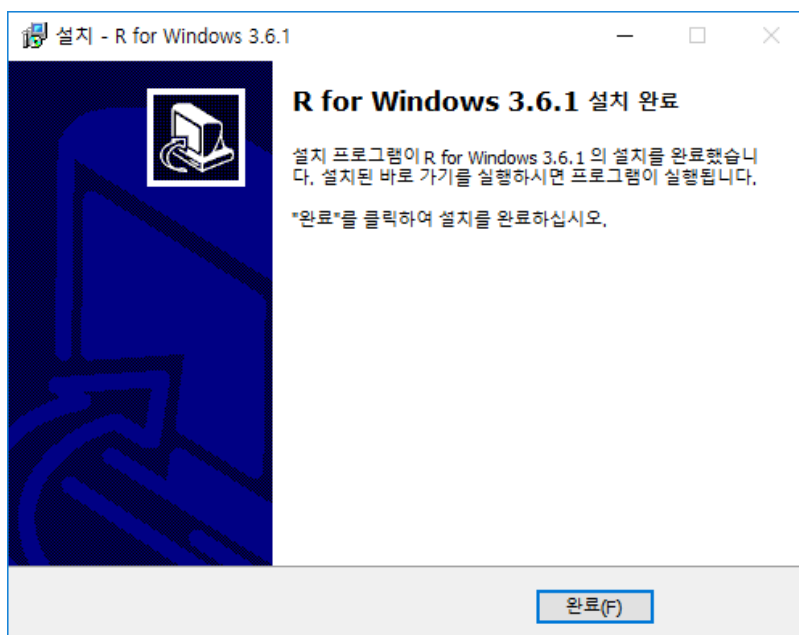 설치 - R for Windows 3.6.1
R for Windows 3.6.1 설치 완료
설치 프로그램이 R for Windows 3.6.1 의 설치를 완료했습니
다. 설치된 바로 가기를 실행하시면 프로그램이 실행됩니다.
"완료"를 클릭하여 설치를 완료하십시오.
완료(F)